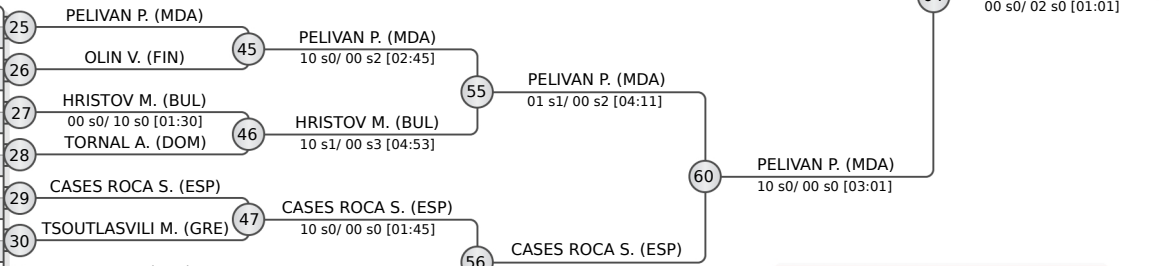 00 s0/ 02 s0 [01:01]
25
PELIVAN P. (MDA)
45
PELIVAN P. (MDA)
10 s0/ 00 s2 [02:45]
OLIN V. (FIN)
26
55
PELIVAN P. (MDA)
01 s1/ 00 s2 [04:11]
27
HRISTOV M. (BUL)
00 s0/ 10 s0 [01:30]
46
HRISTOV M. (BUL)
10 s1/ 00 s3 [04:53]
TORNAL A. (DOM)
28
60
PELIVAN P. (MDA)
10 s0/ 00 s0 [03:01]
29
CASES ROCA S. (ESP)
47
CASES ROCA S. (ESP)
10 s0/ 00 s0 [01:45]
TSOUTLASVILI M. (GRE)
30
56
CASES ROCA S. (ESP)